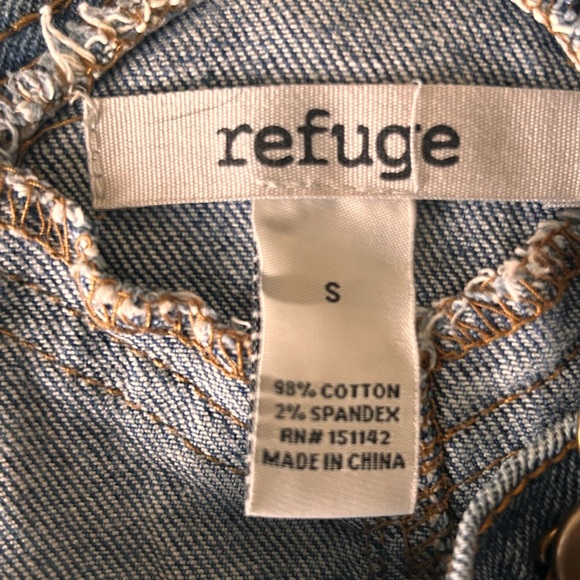 refuge
S
98% COTTON
2% SPANDEX
RN# 151142
MADE IN CHINA